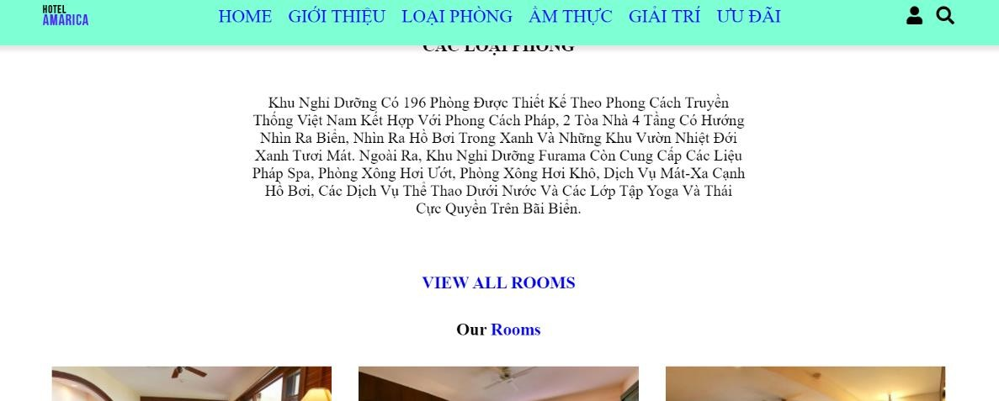 HOTEL
AMARICA
HOME GIỚI THIỆU LOẠI PHÒNG ẨM THỰC GIẢI TRÍ ƯU ĐÃI
CÁC LOẠI PHÒNG
Khu Nghỉ Dưỡng Có 196 Phòng Được Thiết Kế Theo Phong Cách Truyền
Thống Việt Nam Kết Hợp Với Phong Cách Pháp, 2 Tòa Nhà 4 Tầng Có Hướng
Nhìn Ra Biển, Nhìn Ra Hồ Bơi Trong Xanh Và Những Khu Vườn Nhiệt Đới
Xanh Tươi Mát. Ngoài Ra, Khu Nghỉ Dưỡng Furama Còn Cung Cấp Các Liệu
Pháp Spa, Phòng Xông Hơi Ướt, Phòng Xông Hơi Khô, Dịch Vụ Mát-Xa Cạnh
Hồ Bơi, Các Dịch Vụ Thể Thao Dưới Nước Và Các Lớp Tập Yoga Và Thái
Cực Quyền Trên Bãi Biển.
VIEW ALL ROOMS
Our Rooms